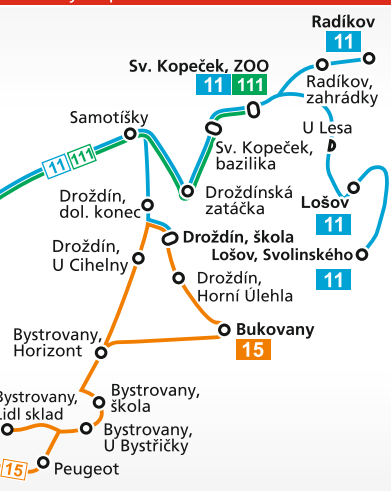 Radíkov
11
Sv. Kopeček, ZOO
11 111
Radíkov,
zahrádky
Samotíšky
U Lesa
Sv. Kopeček,
bazilika
11 111
Droždín,
dol. konec
Droždínská
zatáčka
Lošov
11
Droždín, škola
Lošov, Svolinského
11
Droždín,
U Cihelny
Droždín,
Horní Úlehla
Bukovany
15
Bystrovany,
Horizont
Bystrovany,
škola
Bystrovany,
Lidl sklad
Bystrovany,
U Bystřičky
15
Peugeot